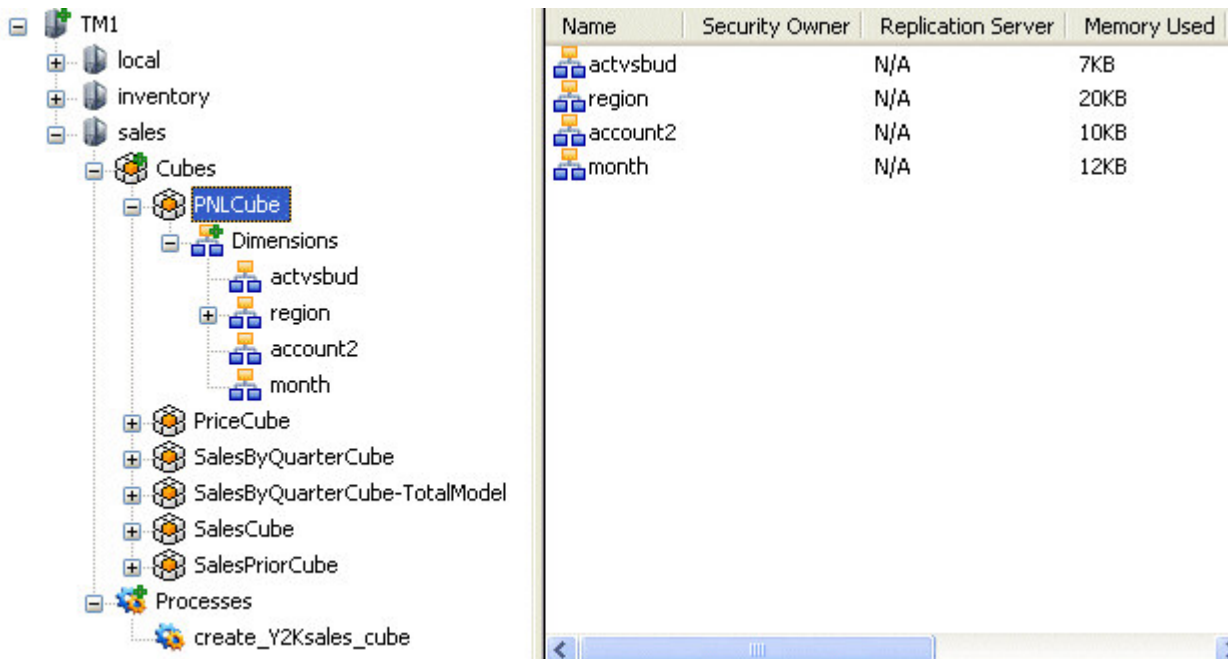 TM1
local
inventory
sales
Cubes
PNLCube
Dimensions
actvsbud
region
account2
month
PriceCube
SalesByQuarterCube
SalesByQuarterCube-TotalModel
SalesCube
SalesPriorCube
Processes
create_Y2Ksales_cube
Name Security Owner Replication Server Memory Used
actvsbud N/A 7KB
region N/A 20KB
account2 N/A 10KB
month N/A 12KB